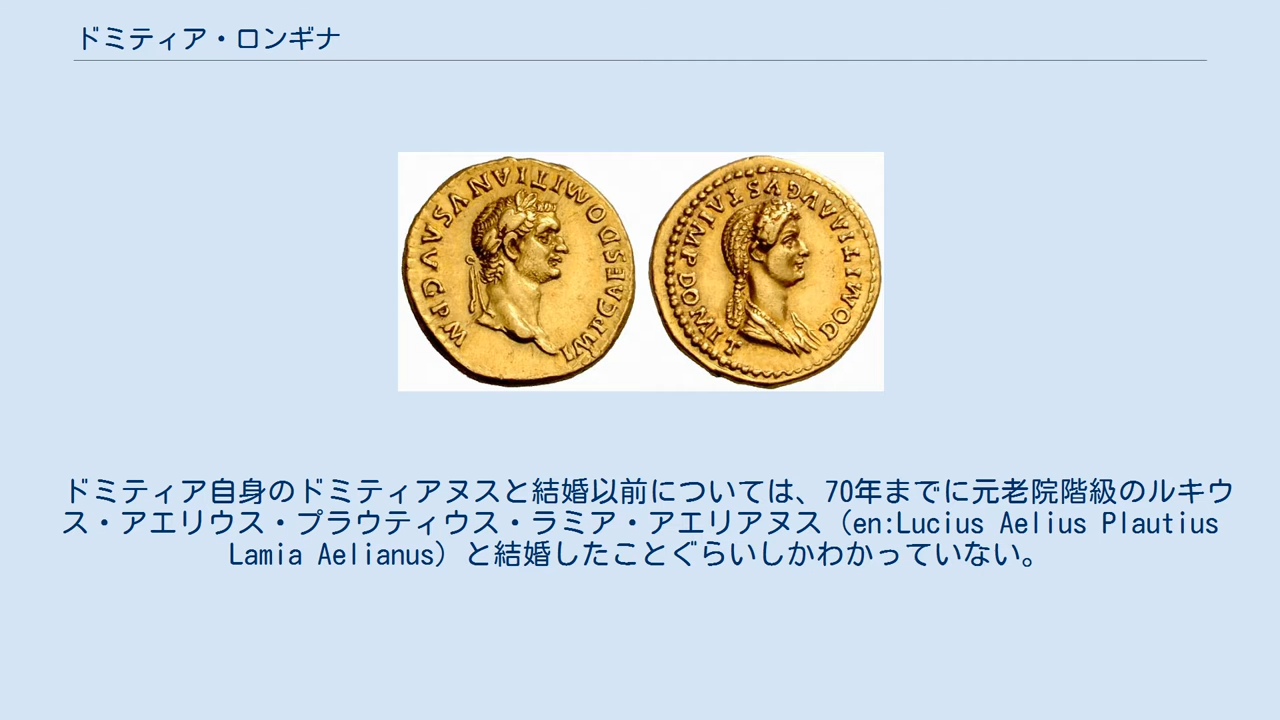 ドミティア・ロンギナ
IMPCAESDOMITIANVSAVGPM
DOMITIAAVGVSTAIMPDOMIT
ドミティア自身のドミティアヌスと結婚以前については、70年までに元老院階級のルキウ
ス・アエリウス・プラウティウス・ラミア・アエリアヌス（en:Lucius Aelius Plautius
Lamia Aelianus）と結婚したことぐらいしかわかっていない。